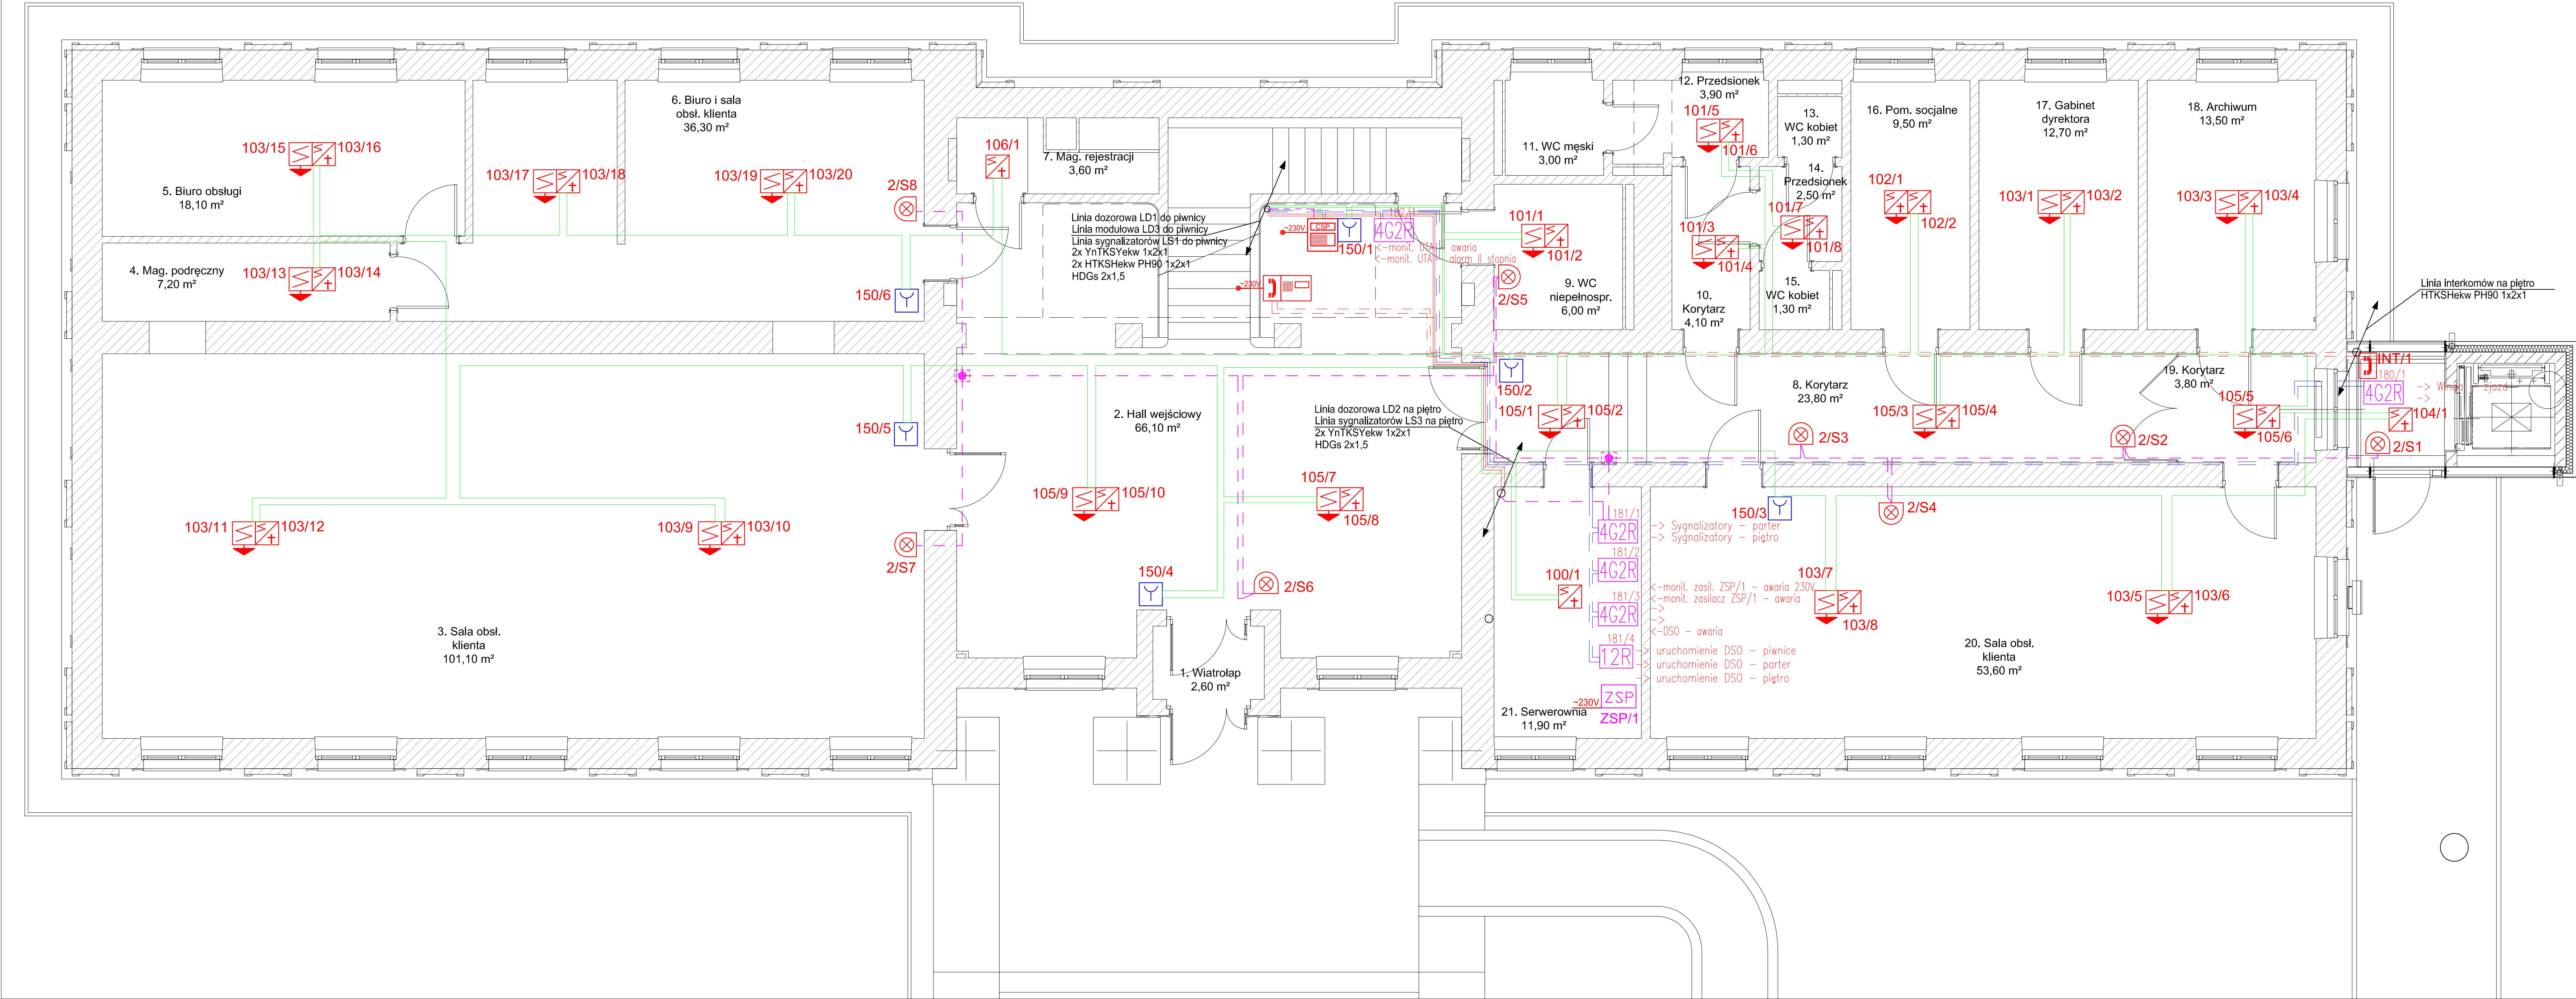 5. Biuro obsługi
18,10 m²
103/15
103/16
4. Mag. podręczny
7,20 m²
103/13
103/14
103/17
103/18
6. Biuro i sala
obsł. klienta
36,30 m²
103/19
103/20
2/S8
150/6
106/1
7. Mag. rejestracji
3,60 m²
Linia dozorowa LD1 do piwnicy
Linia modułowa LD3 do piwnicy
Linia sygnalizatorów LS1 do piwnicy
2x YnTKSYekw 1x2x1
2x HTKSHekw PH90 1x2x1
HDGs 2x1,5
~230V
CSP
150/1
182/1
4G2R
<-monit. UTA - awaria
<-monit. UTA - alarm II stopnia
~230V
2/S5
11. WC męski
3,00 m²
12. Przedsionek
3,90 m²
101/5
101/6
13.
WC kobiet
1,30 m²
14.
Przedsionek
2,50 m²
101/7
101/8
101/1
101/2
9. WC
niepełnospr.
6,00 m²
101/3
101/4
10.
Korytarz
4,10 m²
15.
WC kobiet
1,30 m²
16. Pom. socjalne
9,50 m²
102/1
102/2
17. Gabinet
dyrektora
12,70 m²
103/1
103/2
18. Archiwum
13,50 m²
103/3
103/4
Linia interkomów na piętro
HTKSHekw PH90 1x2x1
INT/1
180/1
4G2R
-> Winda - zjazd
->
104/1
2/S1
19. Korytarz
3,80 m²
105/5
105/6
2/S2
8. Korytarz
23,80 m²
105/3
105/4
2/S3
150/2
105/1
105/2
Linia dozorowa LD2 na piętro
Linia sygnalizatorów LS3 na piętro
2x YnTKSYekw 1x2x1
HDGs 2x1,5
2. Hall wejściowy
66,10 m²
150/5
105/9
105/10
105/7
105/8
103/11
103/12
103/9
103/10
2/S7
150/4
2/S6
3. Sala obsł.
klienta
101,10 m²
1. Wiatrołap
2,60 m²
150/3
2/S4
181/1
4G2R
-> Sygnalizatory - parter
-> Sygnalizatory - piętro
181/2
4G2R
100/1
181/3
4G2R
<-monit. zasil. ZSP/1 - awaria 230V
<-monit. zasilacz ZSP/1 - awaria
->
->
<-DSO - awaria
181/4
12R
-> uruchomienie DSO - piwnice
-> uruchomienie DSO - parter
-> uruchomienie DSO - piętro
~230V
ZSP
ZSP/1
21. Serwerownia
11,90 m²
103/7
103/8
103/5
103/6
20. Sala obsł.
klienta
53,60 m²